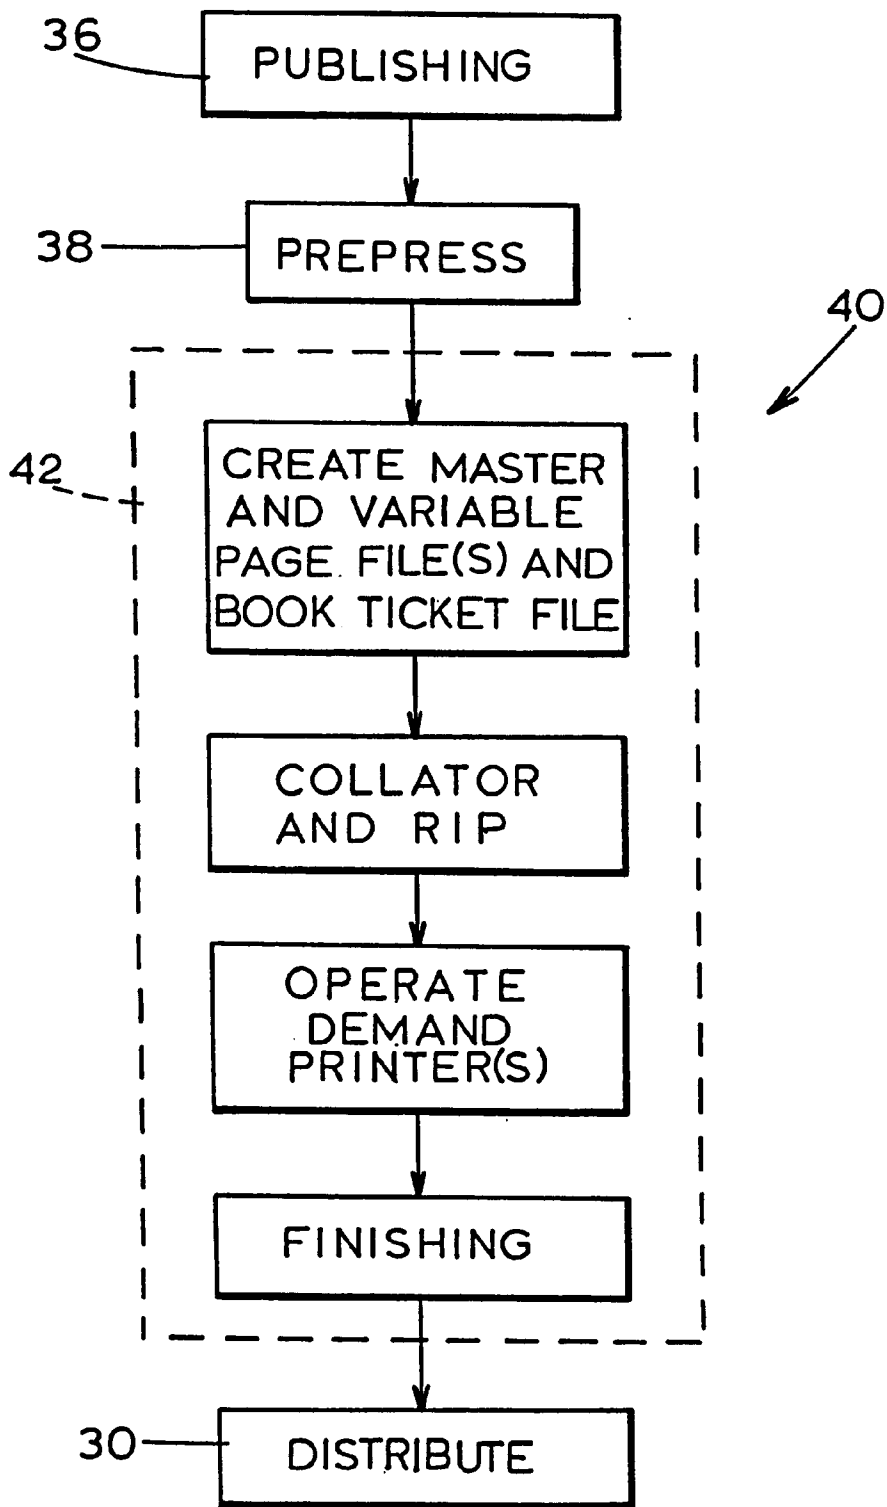 36
PUBLISHING
38
PREPRESS
40
42
CREATE MASTER
AND VARIABLE
PAGE FILE(S) AND
BOOK TICKET FILE
COLLATOR
AND RIP
OPERATE
DEMAND
PRINTER(S)
FINISHING
30
DISTRIBUTE